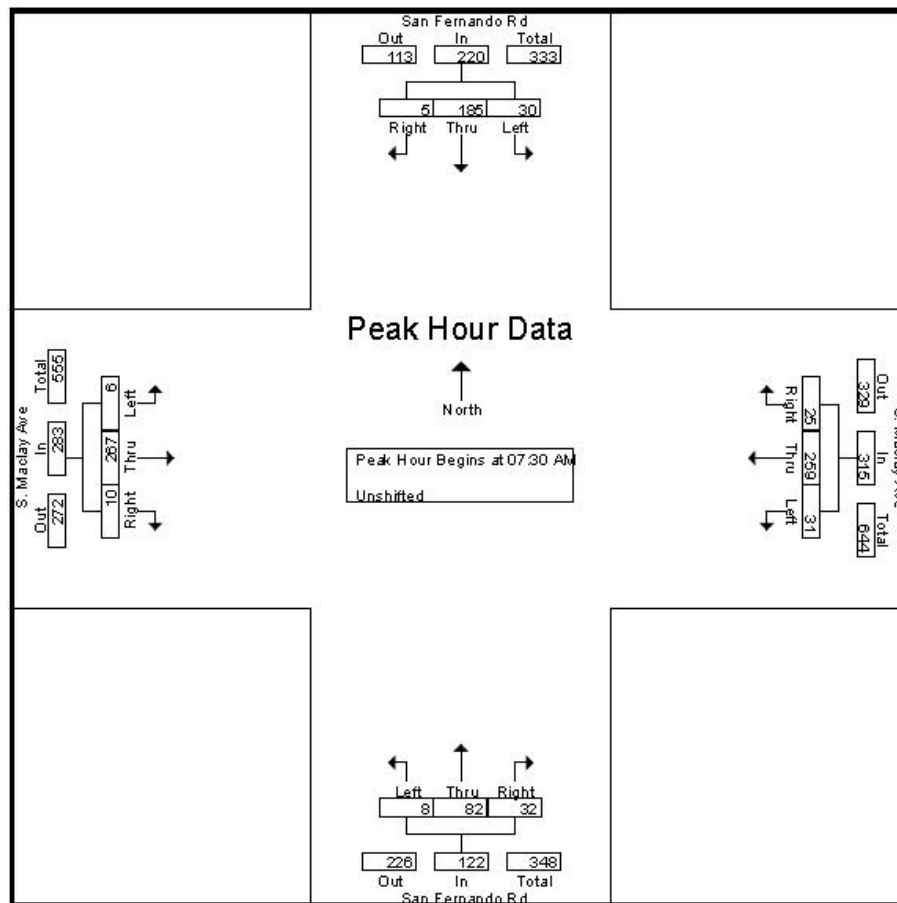 San Fernando Rd
Out In Total
113 220 333
5 185 30
Right Thru Left
Peak Hour Data
North
Peak Hour Begins at 07:30 AM
Unshifted
S. Maclay Ave
Out In Total
272 283 555
Right Thru Left
10 267 6
S. Maclay Ave
Out In Total
329 315 644
Right Thru Left
25 259 31
Left Thru Right
8 82 32
226 122 348
Out In Total
San Fernando Rd